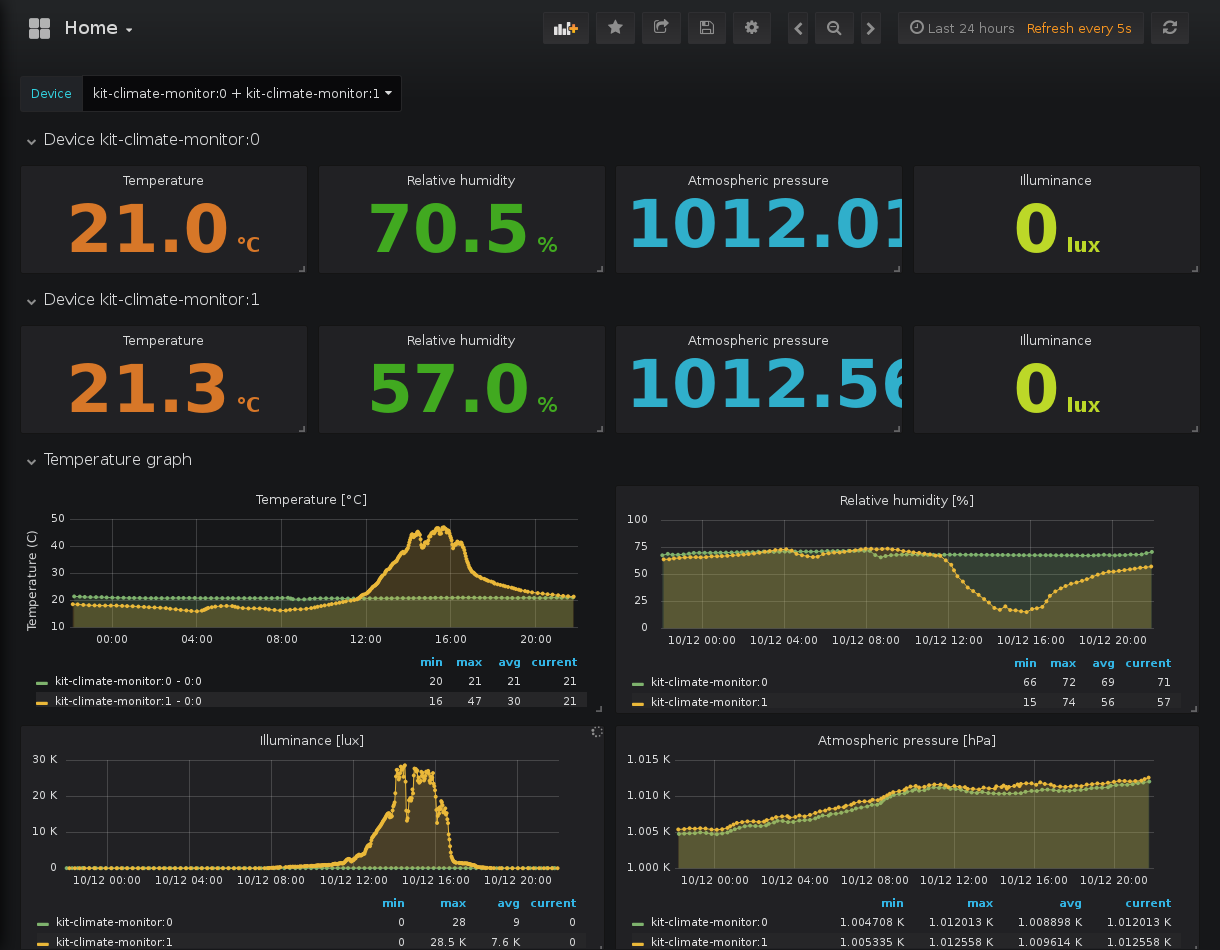 Home
Last 24 hours Refresh every 5s
Device kit-climate-monitor:0 + kit-climate-monitor:1
Device kit-climate-monitor:0
Temperature Relative humidity Atmospheric pressure Illuminance
21.0 °C 70.5 % 1012.01 0 lux
Device kit-climate-monitor:1
Temperature Relative humidity Atmospheric pressure Illuminance
21.3 °C 57.0 % 1012.56 0 lux
Temperature graph
Temperature [°C]
Temperature (C)
50
40
30
20
10
00:00 04:00 08:00 12:00 16:00 20:00
min max avg current
kit-climate-monitor:0 - 0:0 20 21 21 21
kit-climate-monitor:1 - 0:0 16 47 30 21
Relative humidity [%]
100
75
50
25
0
10/12 00:00 10/12 04:00 10/12 08:00 10/12 12:00 10/12 16:00 10/12 20:00
min max avg current
kit-climate-monitor:0 66 72 69 71
kit-climate-monitor:1 15 74 56 57
Illuminance [lux]
30 K
20 K
10 K
0
10/12 00:00 10/12 04:00 10/12 08:00 10/12 12:00 10/12 16:00 10/12 20:00
min max avg current
kit-climate-monitor:0 0 28 9 0
kit-climate-monitor:1 0 28.5 K 7.6 K 0
Atmospheric pressure [hPa]
1.015 K
1.010 K
1.005 K
1.000 K
10/12 00:00 10/12 04:00 10/12 08:00 10/12 12:00 10/12 16:00 10/12 20:00
min max avg current
kit-climate-monitor:0 1.004708 K 1.012013 K 1.008898 K 1.012013 K
kit-climate-monitor:1 1.005335 K 1.012558 K 1.009614 K 1.012558 K